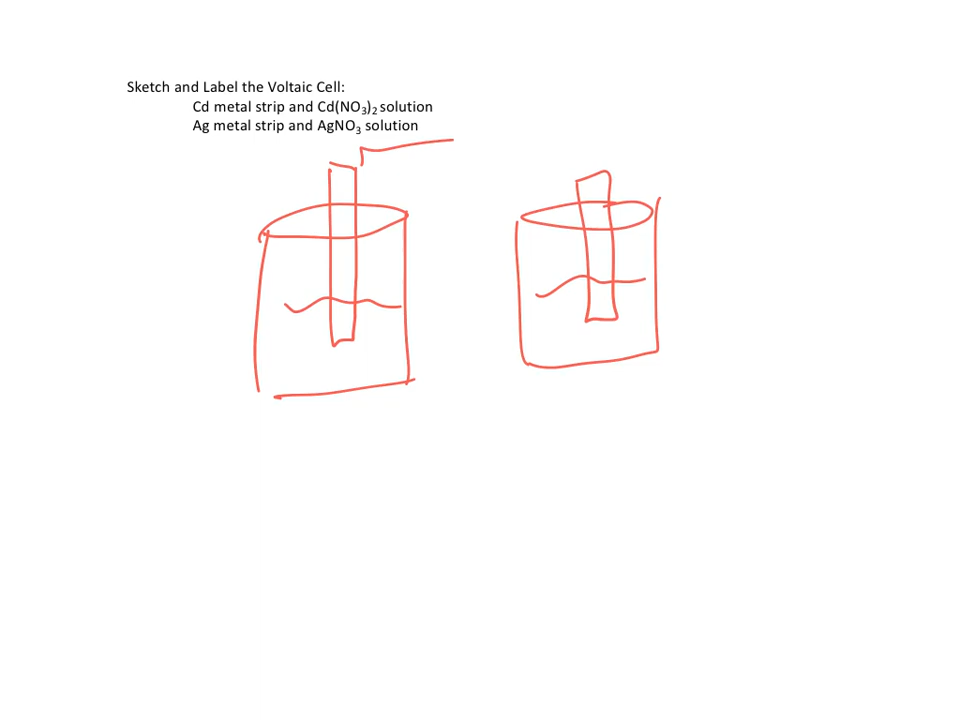 Sketch and Label the Voltaic Cell:
Cd metal strip and Cd(NO₃)₂ solution
Ag metal strip and AgNO₃ solution